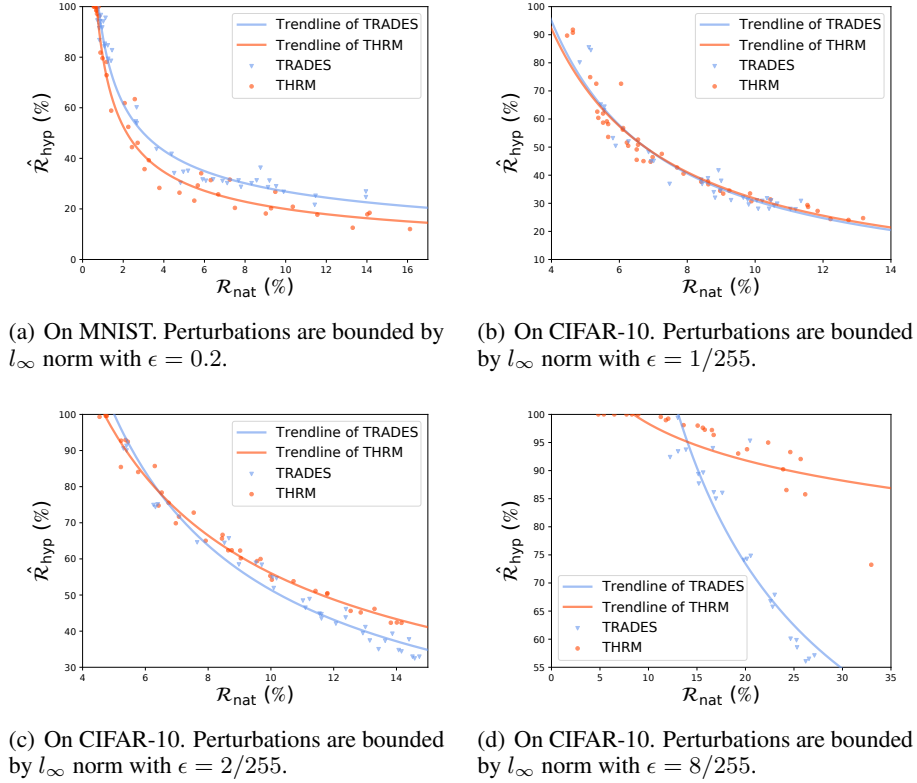 100
80
60
40
20
0
R̂hyp (%)
Trendline of TRADES
Trendline of THRM
TRADES
THRM
0 2 4 6 8 10 12 14 16
Rnat (%)
(a) On MNIST. Perturbations are bounded by
l∞ norm with ϵ = 0.2.
100
90
80
70
60
50
40
30
20
10
R̂hyp (%)
Trendline of TRADES
Trendline of THRM
TRADES
THRM
4 6 8 10 12 14
Rnat (%)
(b) On CIFAR-10. Perturbations are bounded
by l∞ norm with ϵ = 1/255.
100
90
80
70
60
50
40
30
R̂hyp (%)
Trendline of TRADES
Trendline of THRM
TRADES
THRM
4 6 8 10 12 14
Rnat (%)
(c) On CIFAR-10. Perturbations are bounded
by l∞ norm with ϵ = 2/255.
100
95
90
85
80
75
70
65
60
55
R̂hyp (%)
Trendline of TRADES
Trendline of THRM
TRADES
THRM
0 5 10 15 20 25 30 35
Rnat (%)
(d) On CIFAR-10. Perturbations are bounded
by l∞ norm with ϵ = 8/255.